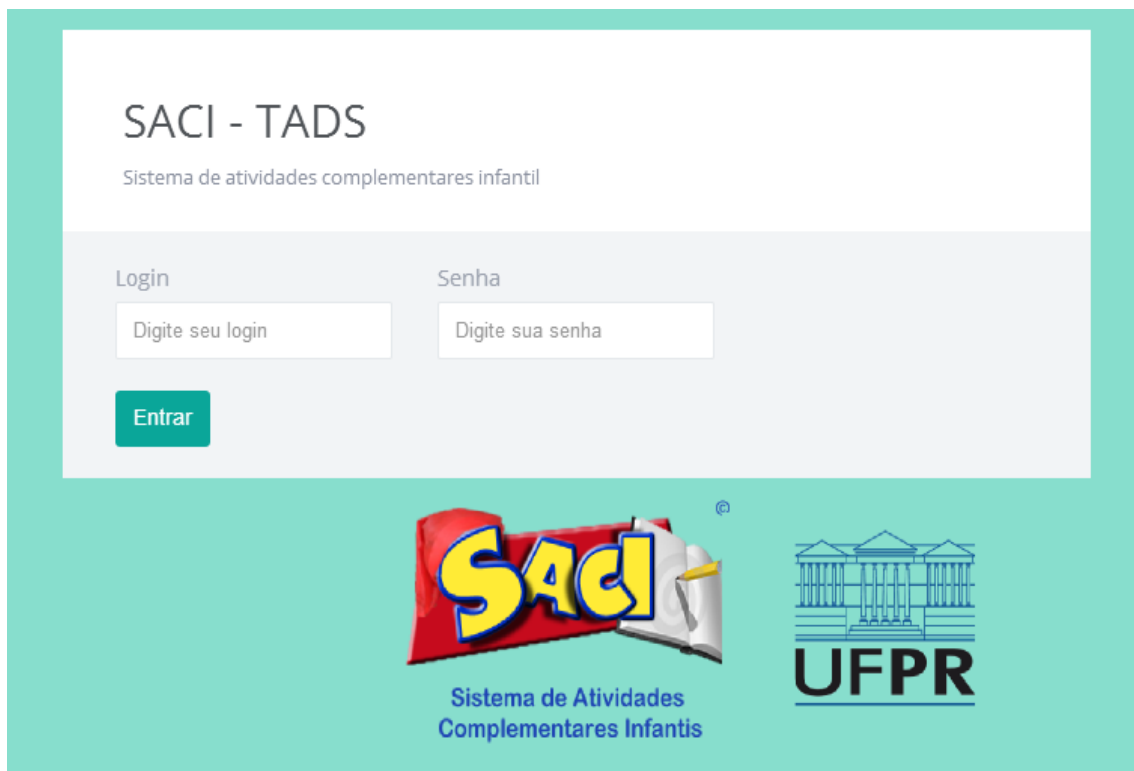 SACI - TADS
Sistema de atividades complementares infantil
Login
Senha
Digite seu login
Digite sua senha
Entrar
©
SACI
Sistema de Atividades
Complementares Infantis
UFPR